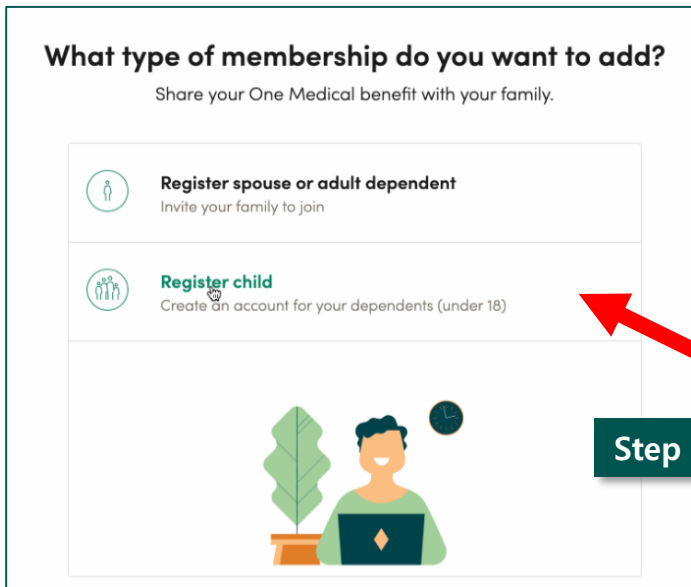 What type of membership do you want to add?
Share your One Medical benefit with your family.
Register spouse or adult dependent
Invite your family to join
Register child
Create an account for your dependents (under 18)
Step